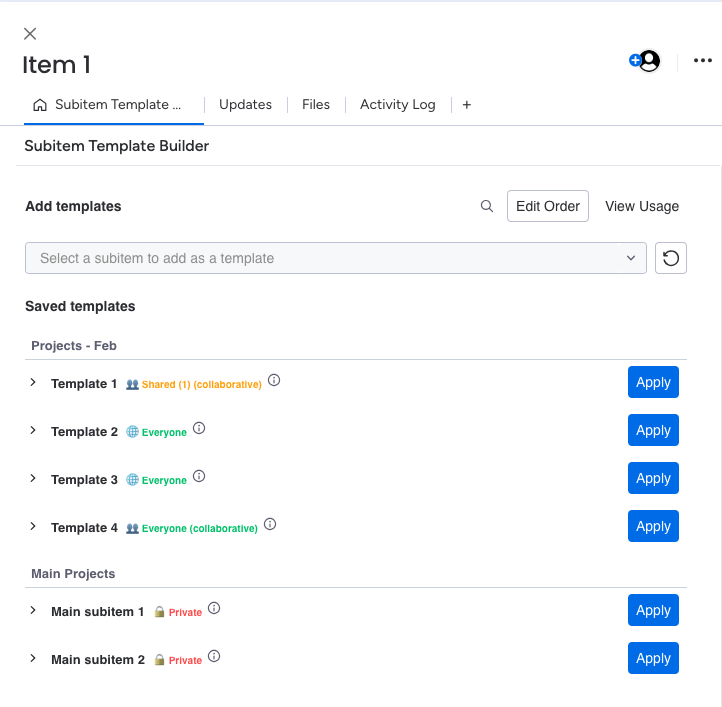 Item 1
Subitem Template ...
Updates
Files
Activity Log
+
Subitem Template Builder
Add templates
Edit Order
View Usage
Select a subitem to add as a template
Saved templates
Projects - Feb
Template 1 Shared (1) (collaborative)
Apply
Template 2 Everyone
Apply
Template 3 Everyone
Apply
Template 4 Everyone (collaborative)
Apply
Main Projects
Main subitem 1 Private
Apply
Main subitem 2 Private
Apply